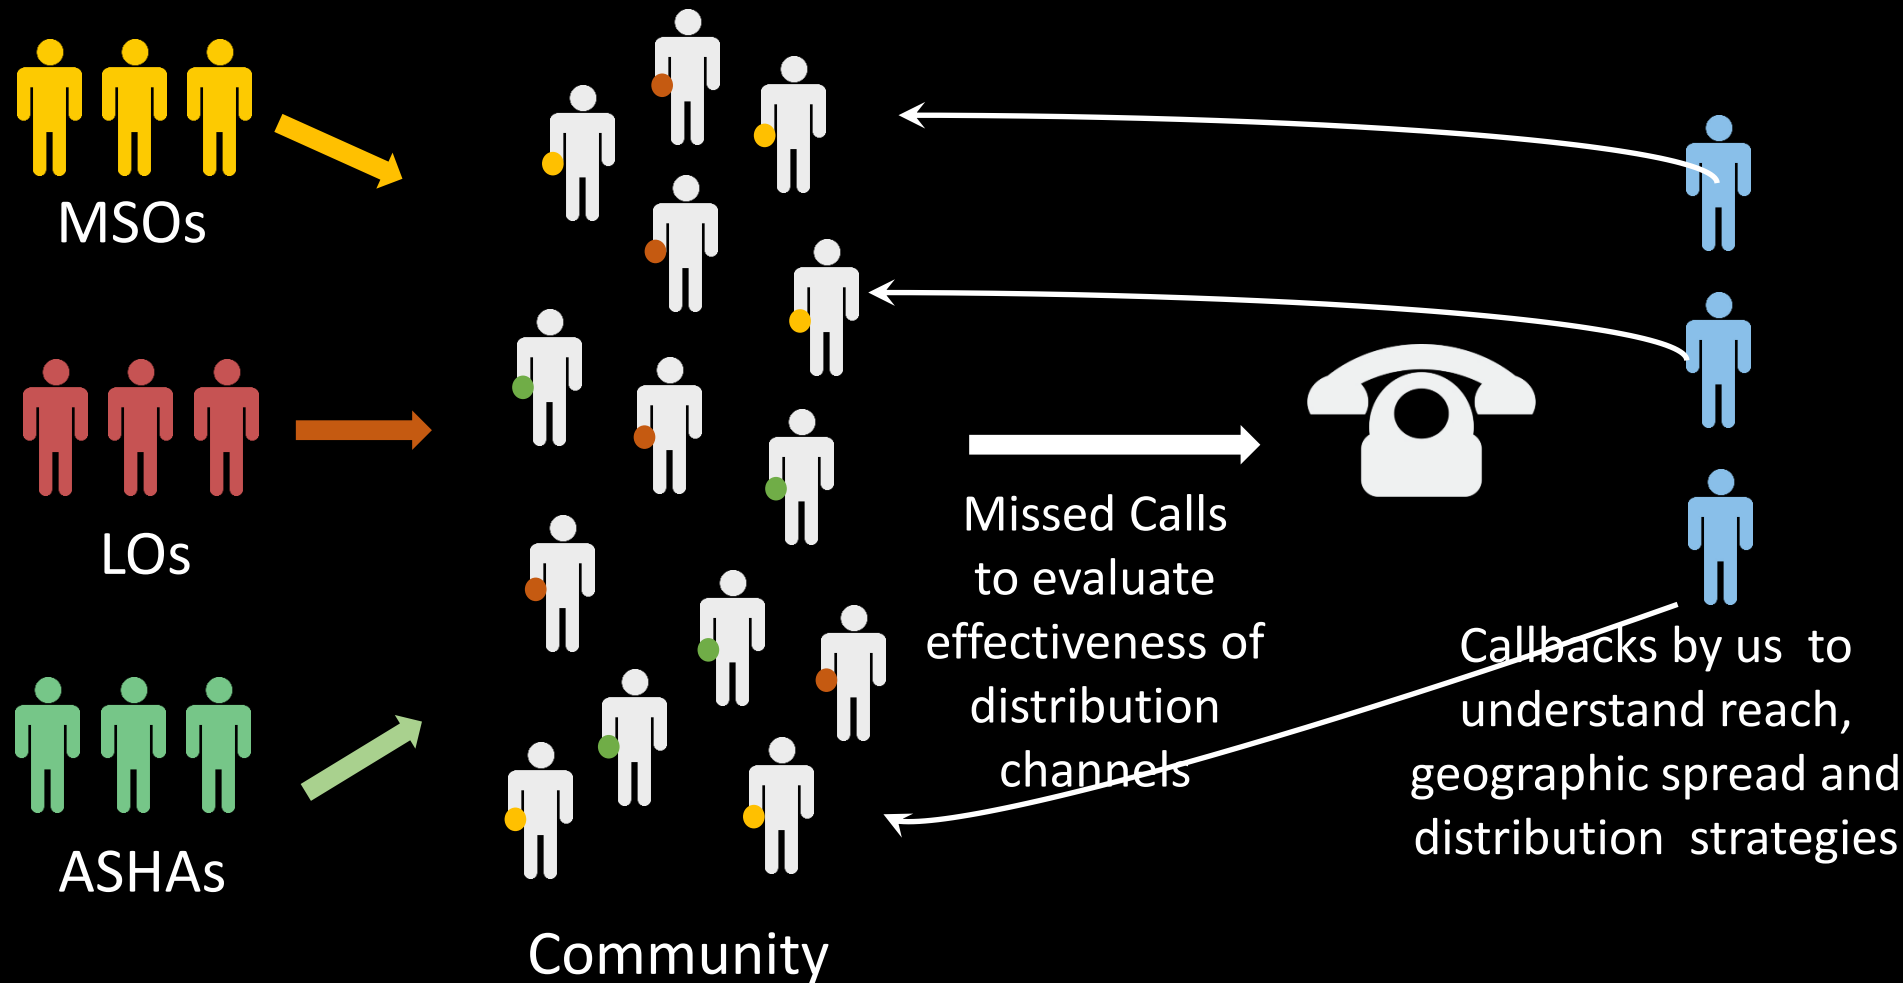 MSOs
LOs
ASHAs
Community
Missed Calls
to evaluate
effectiveness of
distribution
channels
Callbacks by us to
understand reach,
geographic spread and
distribution strategies